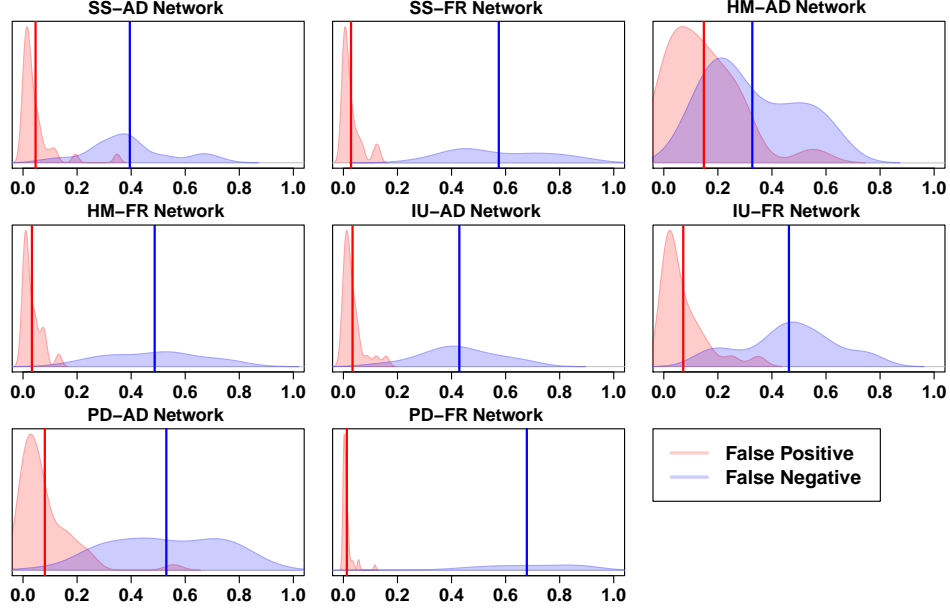 SS−AD Network
SS−FR Network
HM−AD Network
0.0 0.2 0.4 0.6 0.8 1.0
0.0 0.2 0.4 0.6 0.8 1.0
0.0 0.2 0.4 0.6 0.8 1.0
HM−FR Network
IU−AD Network
IU−FR Network
0.0 0.2 0.4 0.6 0.8 1.0
0.0 0.2 0.4 0.6 0.8 1.0
0.0 0.2 0.4 0.6 0.8 1.0
PD−AD Network
PD−FR Network
0.0 0.2 0.4 0.6 0.8 1.0
0.0 0.2 0.4 0.6 0.8 1.0
False Positive
False Negative